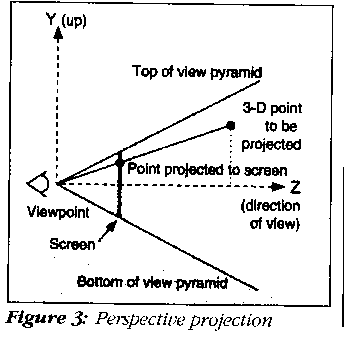 Y (up)
Top of view pyramid
3-D point
to be
projected
Point projected to screen
Z
Viewpoint
(direction
of view)
Screen
Bottom of view pyramid
Figure 3: Perspective projection